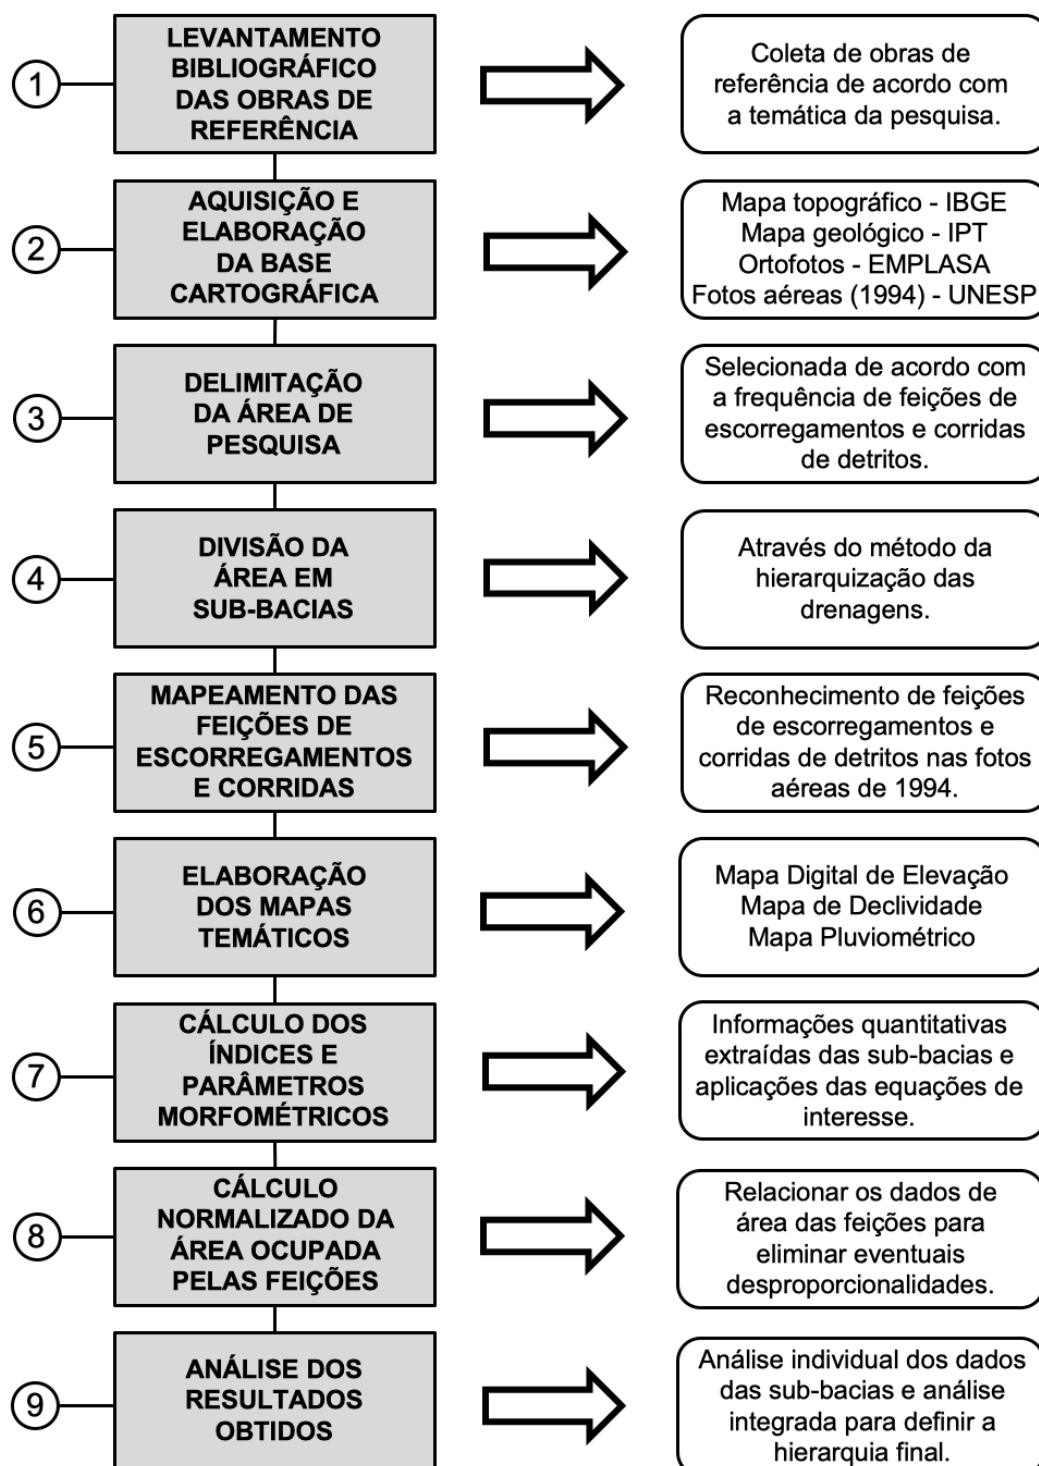 1
LEVANTAMENTO
BIBLIOGRÁFICO
DAS OBRAS DE
REFERÊNCIA
Coleta de obras de
referência de acordo com
a temática da pesquisa.
2
AQUISIÇÃO E
ELABORAÇÃO
DA BASE
CARTOGRÁFICA
Mapa topográfico - IBGE
Mapa geológico - IPT
Ortofotos - EMPLASA
Fotos aéreas (1994) - UNESP
3
DELIMITAÇÃO
DA ÁREA DE
PESQUISA
Selecionada de acordo com
a frequência de feições de
escorregamentos e corridas
de detritos.
4
DIVISÃO DA
ÁREA EM
SUB-BACIAS
Através do método da
hierarquização das
drenagens.
5
MAPEAMENTO DAS
FEIÇÕES DE
ESCORREGAMENTOS
E CORRIDAS
Reconhecimento de feições
de escorregamentos e
corridas de detritos nas fotos
aéreas de 1994.
6
ELABORAÇÃO
DOS MAPAS
TEMÁTICOS
Mapa Digital de Elevação
Mapa de Declividade
Mapa Pluviométrico
7
CÁLCULO DOS
ÍNDICES E
PARÂMETROS
MORFOMÉTRICOS
Informações quantitativas
extraídas das sub-bacias e
aplicações das equações de
interesse.
8
CÁLCULO
NORMALIZADO DA
ÁREA OCUPADA
PELAS FEIÇÕES
Relacionar os dados de
área das feições para
eliminar eventuais
desproporcionalidades.
9
ANÁLISE DOS
RESULTADOS
OBTIDOS
Análise individual dos dados
das sub-bacias e análise
integrada para definir a
hierarquia final.